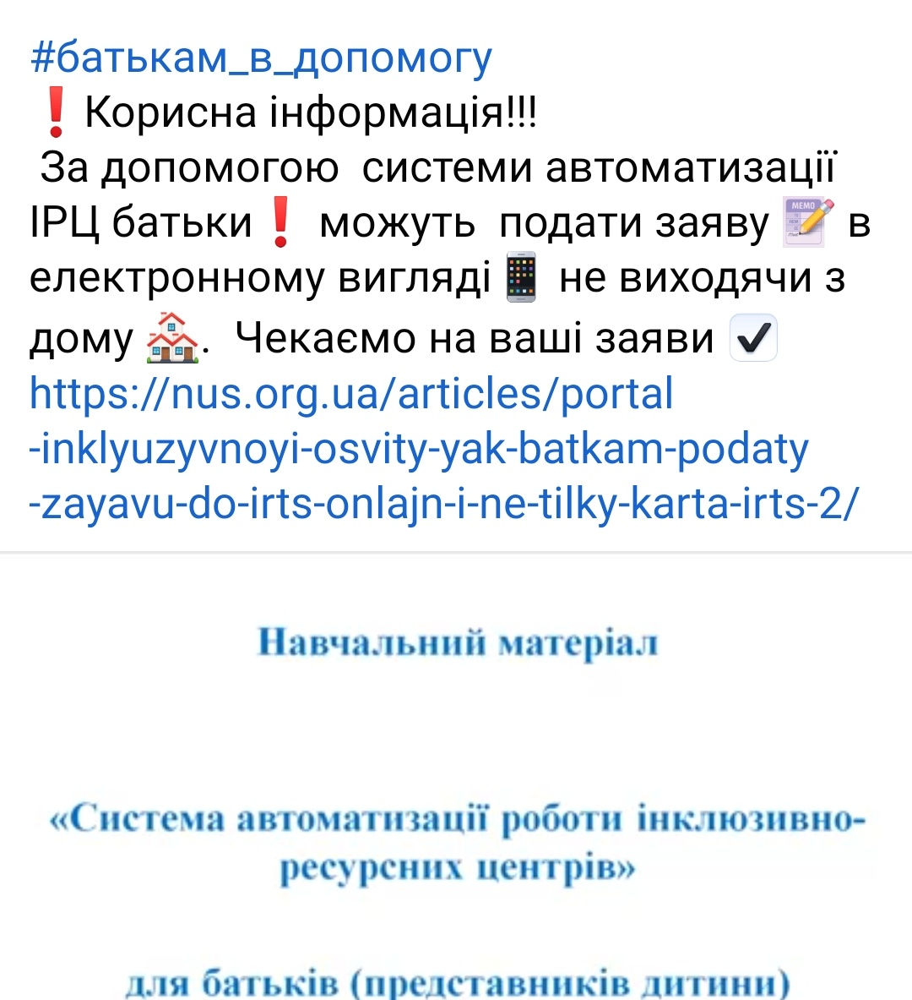 #батькам_в_допомогу
❗Корисна інформація!!!
За допомогою системи автоматизації
ІРЦ батьки❗ можуть подати заяву 📝 в
електронному вигляді📱 не виходячи з
дому 🏘. Чекаємо на ваші заяви ✔
https://nus.org.ua/articles/portal
-inklyuzyvnoyi-osvity-yak-batkam-podaty
-zayavu-do-irts-onlajn-i-ne-tilky-karta-irts-2/
Навчальний матеріал
«Система автоматизації роботи інклюзивно-
ресурсних центрів»
для батьків (представників дитини)